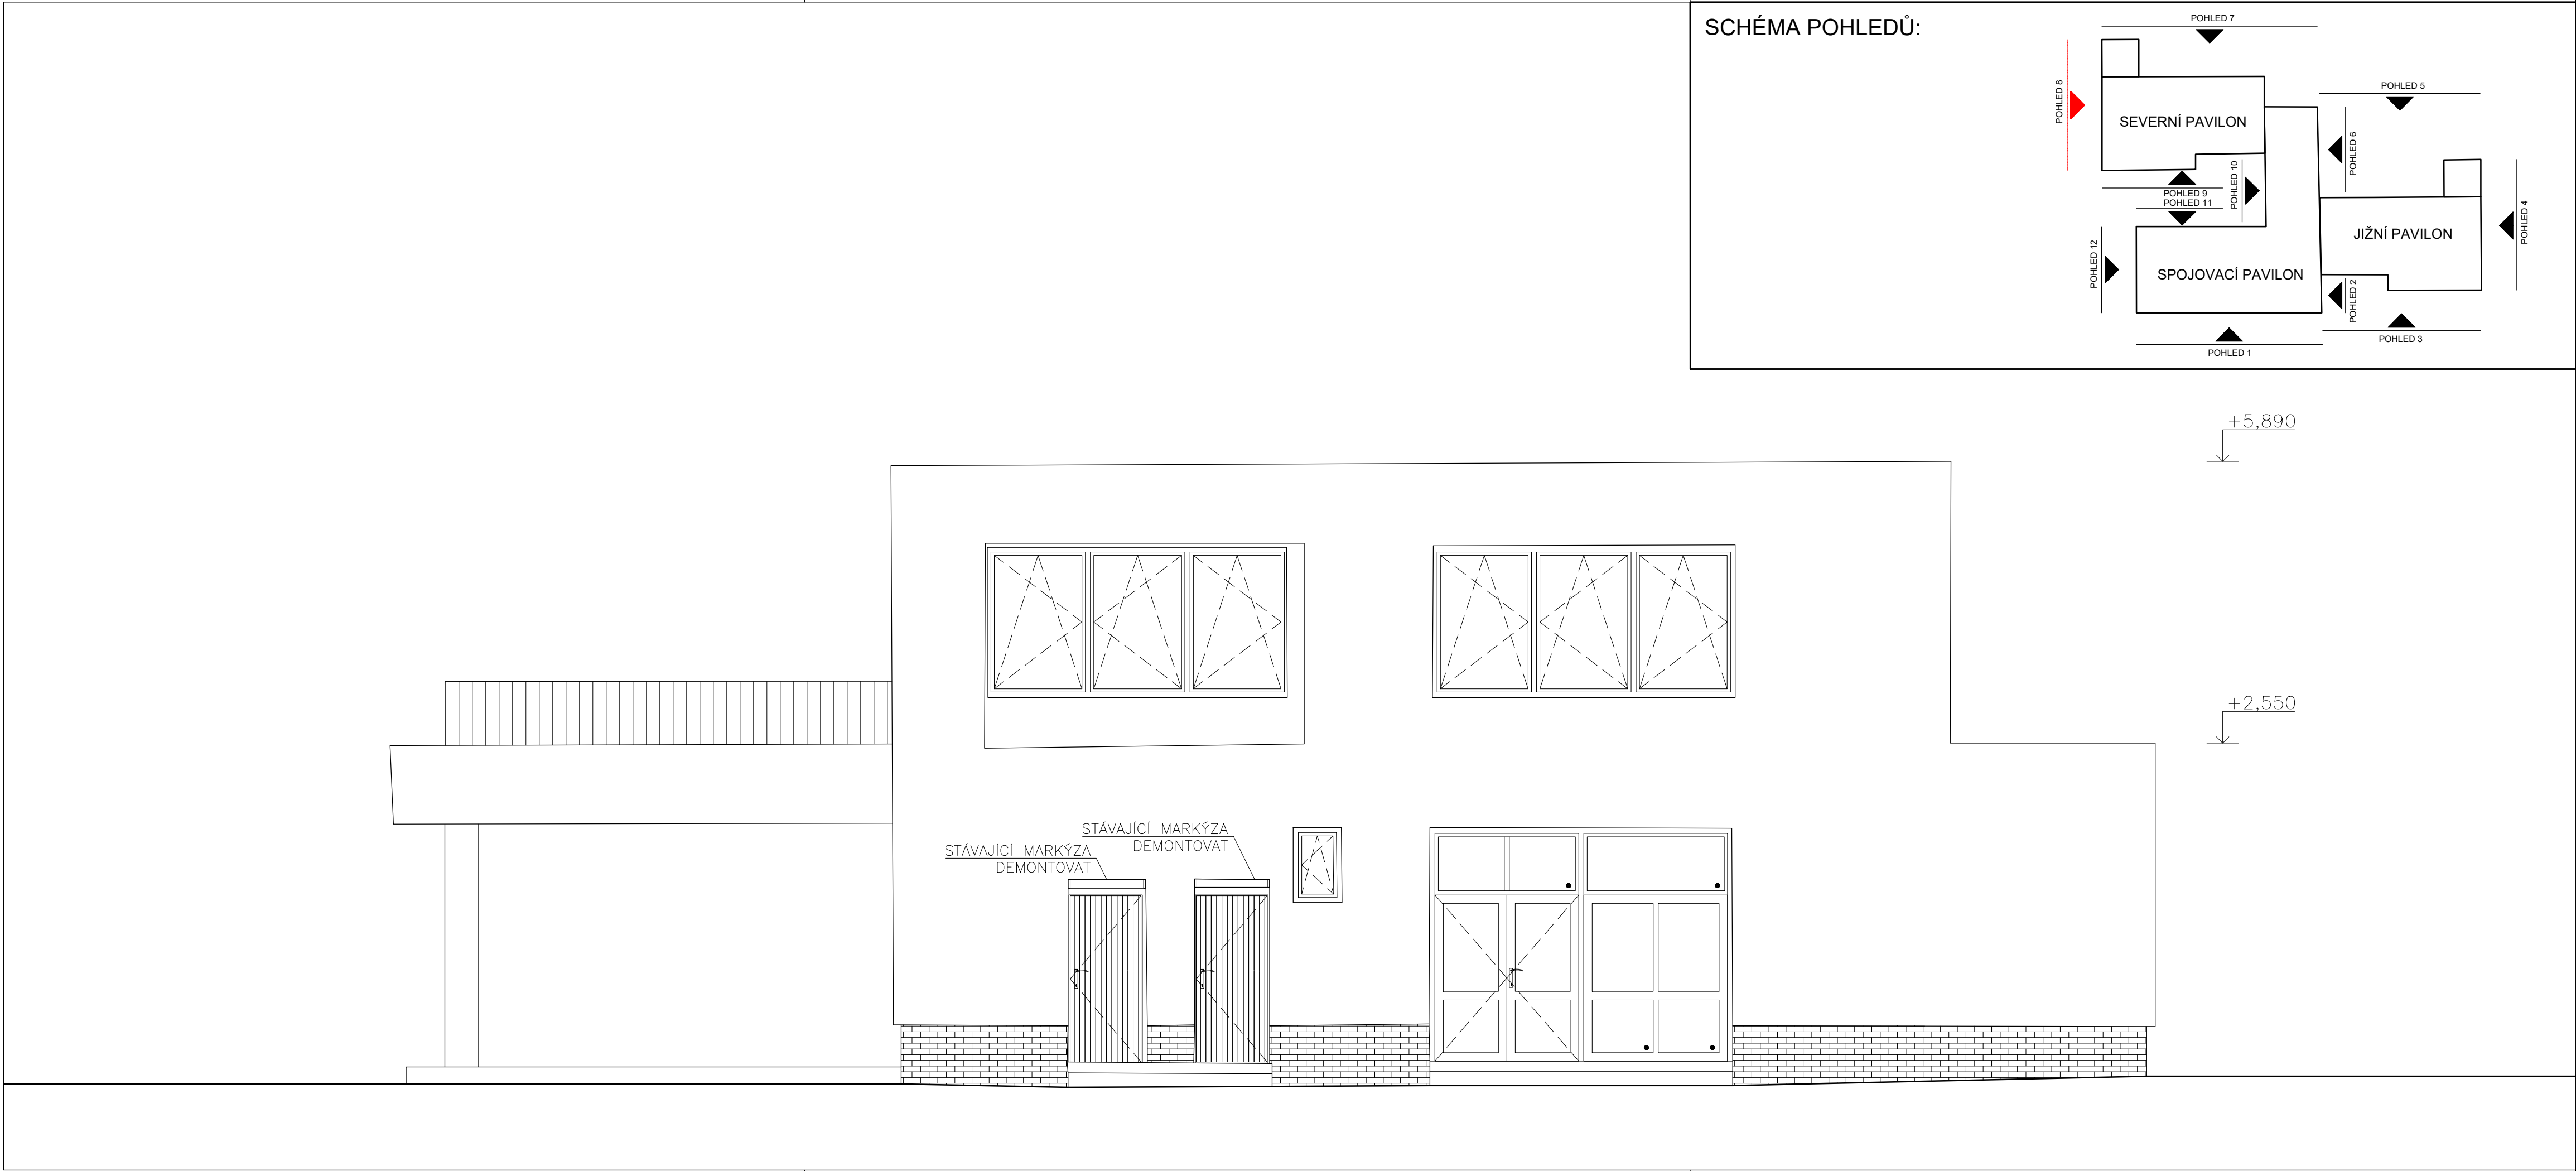 SCHÉMA POHLEDŮ:
POHLED 7
POHLED 8
POHLED 5
SEVERNÍ PAVILON
POHLED 6
POHLED 10
POHLED 9
POHLED 11
POHLED 4
JIŽNÍ PAVILON
POHLED 12
SPOJOVACÍ PAVILON
POHLED 2
POHLED 3
POHLED 1
+5,890
+2,550
STÁVAJÍCÍ MARKÝZA
DEMONTOVAT
STÁVAJÍCÍ MARKÝZA
DEMONTOVAT